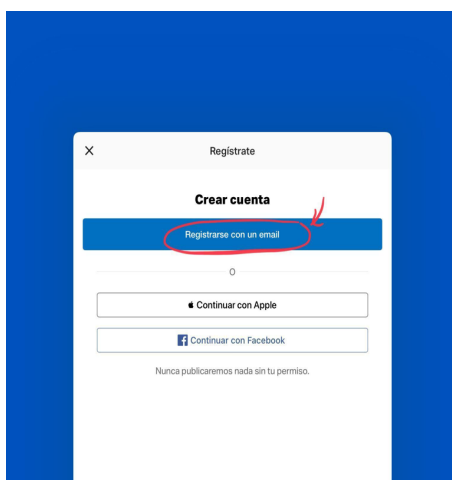 Regístrate
Crear cuenta
Registrarse con un email
O
Continuar con Apple
Continuar con Facebook
Nunca publicaremos nada sin tu permiso.